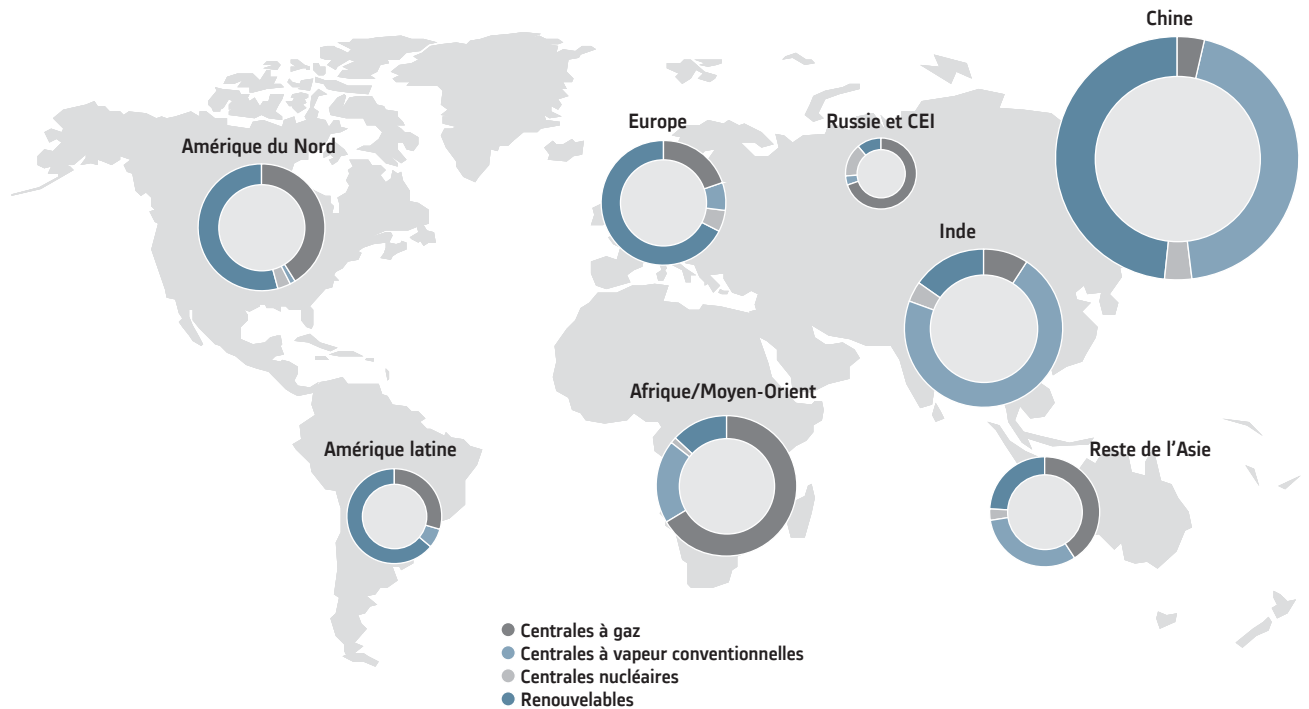 Chine
Europe
Russie et CEI
Amérique du Nord
Inde
Afrique/Moyen-Orient
Amérique latine
Reste de l’Asie
Centrales à gaz
Centrales à vapeur conventionnelles
Centrales nucléaires
Renouvelables